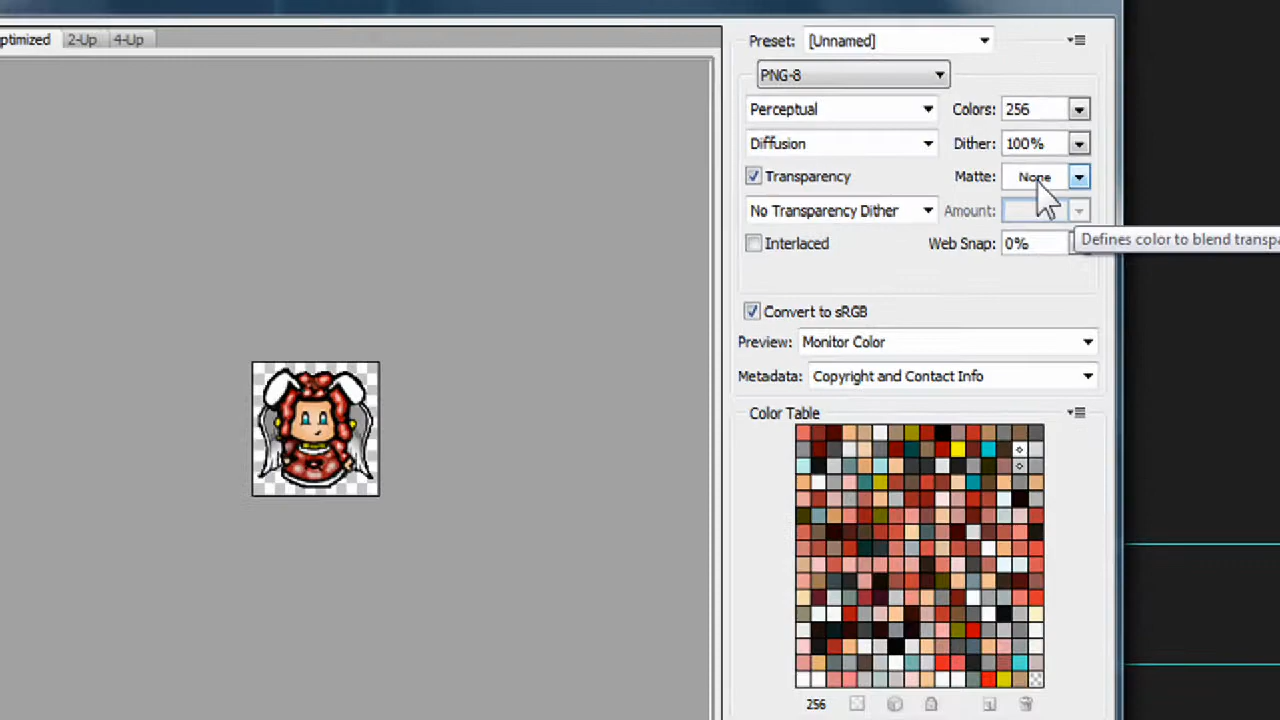 ptimized 2-Up 4-Up
Preset: [Unnamed]
PNG-8
Perceptual Colors: 256
Diffusion Dither: 100%
Transparency Matte: None
No Transparency Dither Amount:
Interlaced Web Snap: 0%
Defines color to blend transpa
Convert to sRGB
Preview: Monitor Color
Metadata: Copyright and Contact Info
Color Table
256